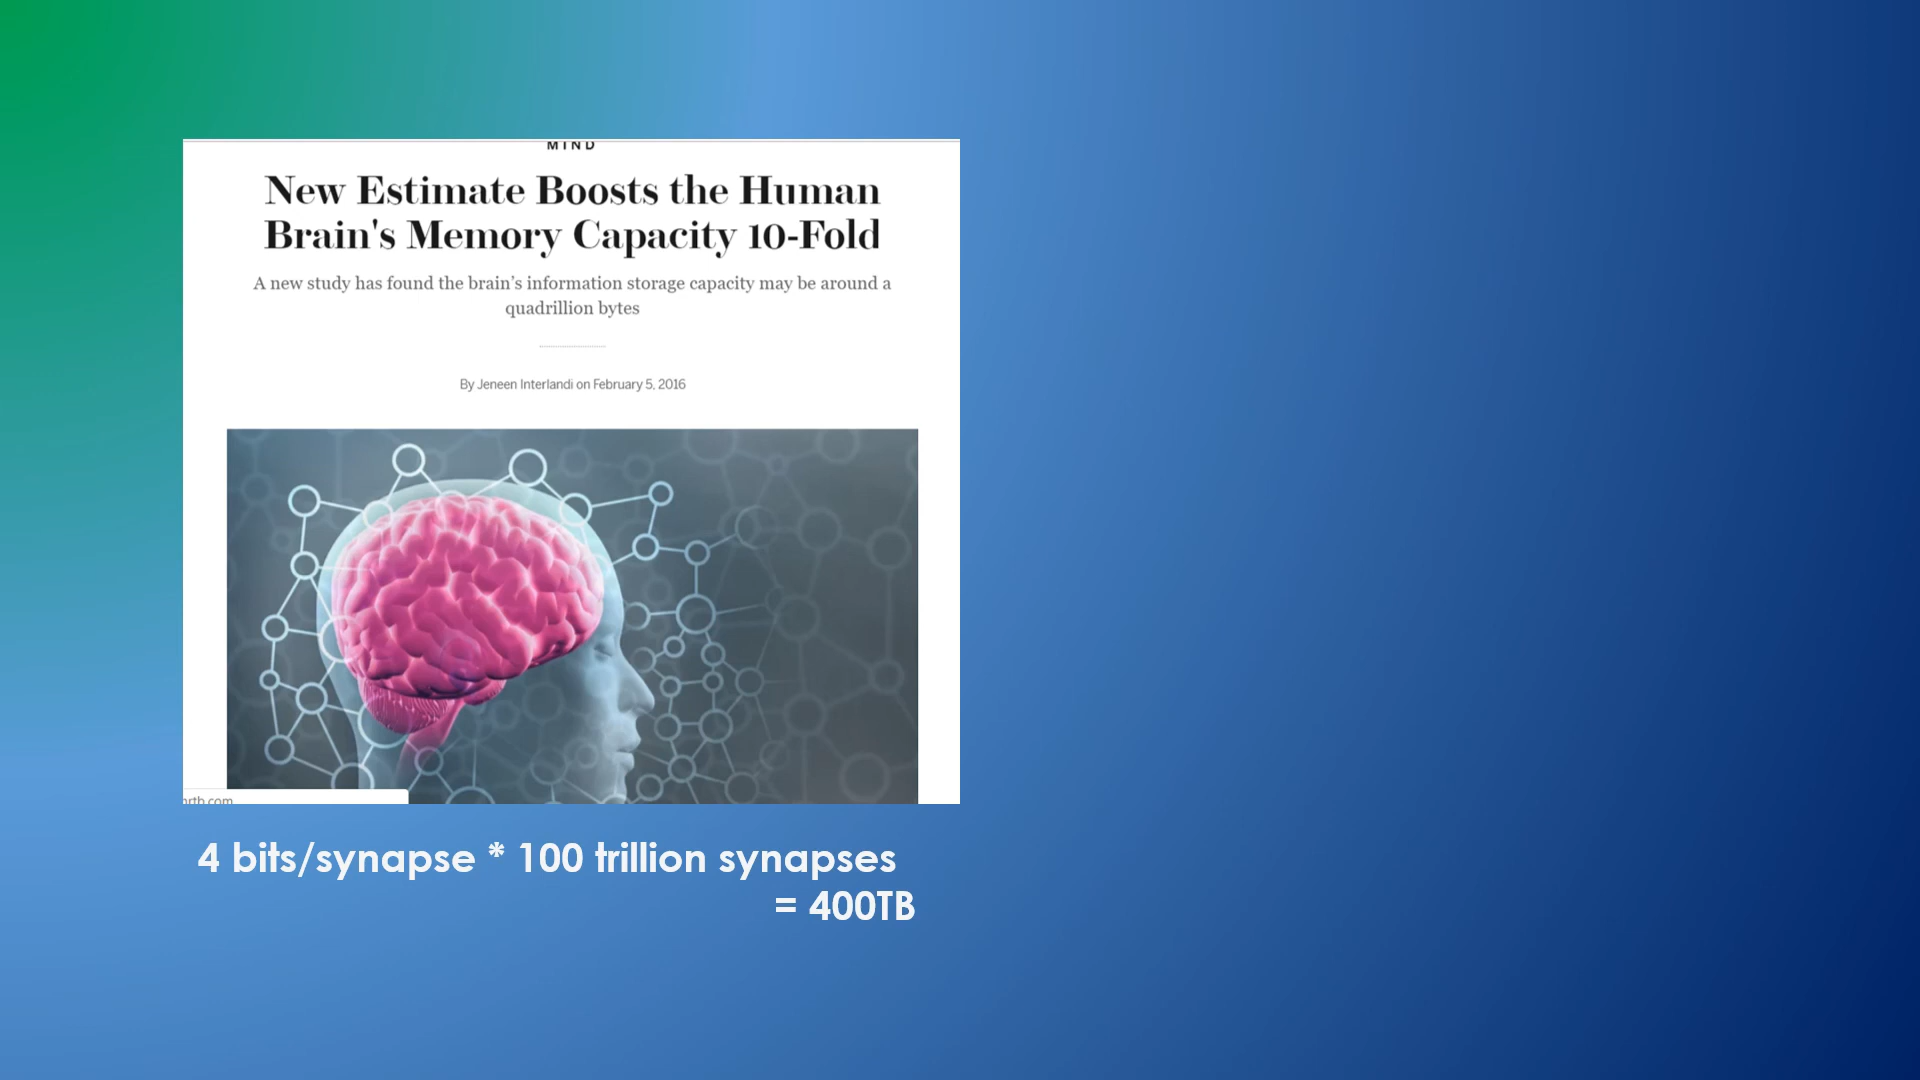 MIND
New Estimate Boosts the Human
Brain's Memory Capacity 10-Fold
A new study has found the brain’s information storage capacity may be around a
quadrillion bytes
By Jeneen Interlandi on February 5, 2016
4 bits/synapse * 100 trillion synapses
= 400TB